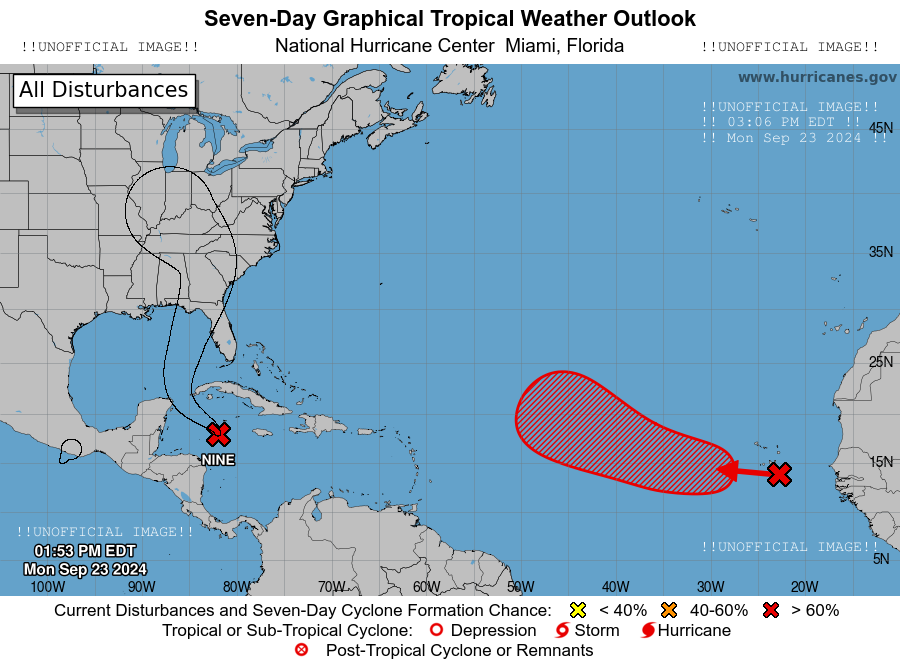 Seven-Day Graphical Tropical Weather Outlook
!!UNOFFICIAL IMAGE!! National Hurricane Center Miami, Florida !!UNOFFICIAL IMAGE!!
All Disturbances
www.hurricanes.gov
!!UNOFFICIAL IMAGE!!
!! 03:06 PM EDT !!
!! Mon Sep 23 2024 !!
45N
35N
25N
15N
NINE
!!UNOFFICIAL IMAGE!!
01:53 PM EDT
Mon Sep 23 2024
!!UNOFFICIAL IMAGE!!
5N
100W 90W 80W 70W 60W 50W 40W 30W 20W
Current Disturbances and Seven-Day Cyclone Formation Chance: < 40% 40-60% > 60%
Tropical or Sub-Tropical Cyclone: Depression Storm Hurricane
Post-Tropical Cyclone or Remnants